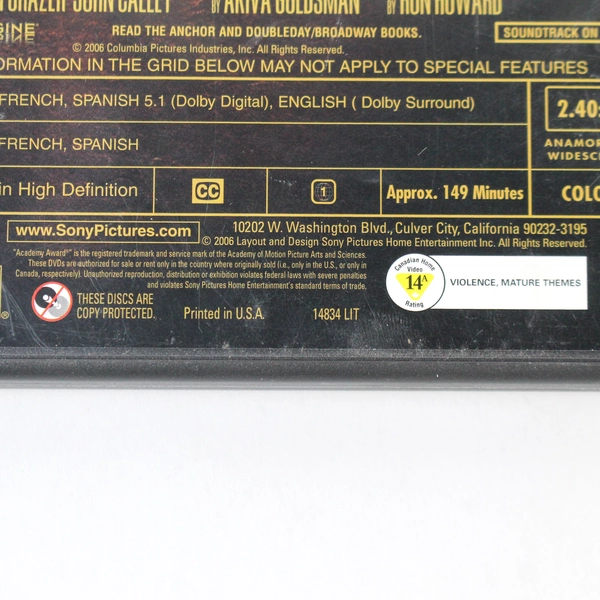 JOHN CALLEY BY AKIVA GOLDSMAN BY RON HOWARD
READ THE ANCHOR AND DOUBLEDAY/BROADWAY BOOKS.
SOUNDTRACK ON
© 2006 Columbia Pictures Industries, Inc. All Rights Reserved.
ORMATION IN THE GRID BELOW MAY NOT APPLY TO SPECIAL FEATURES
FRENCH, SPANISH 5.1 (Dolby Digital), ENGLISH ( Dolby Surround)
2.40:
ANAMOR
WIDESC
FRENCH, SPANISH
in High Definition
CC
1
Approx. 149 Minutes
COLO
www.SonyPictures.com
10202 W. Washington Blvd., Culver City, California 90232-3195
© 2006 Layout and Design Sony Pictures Home Entertainment Inc. All Rights Reserved.
"Academy Award®" is the registered trademark and service mark of the Academy of Motion Picture Arts and Sciences.
These DVDs are authorized for sale or rent only in the country where originally sold (i.e., only in the U.S., or only in
Canada, respectively). Unauthorized reproduction, distribution or exhibition violates federal laws with severe penalties
and violates Sony Pictures Home Entertainment's standard terms of trade.
Canadian Home
Video
14A
Rating
VIOLENCE, MATURE THEMES
®
THESE DISCS ARE
COPY PROTECTED.
Printed in U.S.A.
14834 LIT